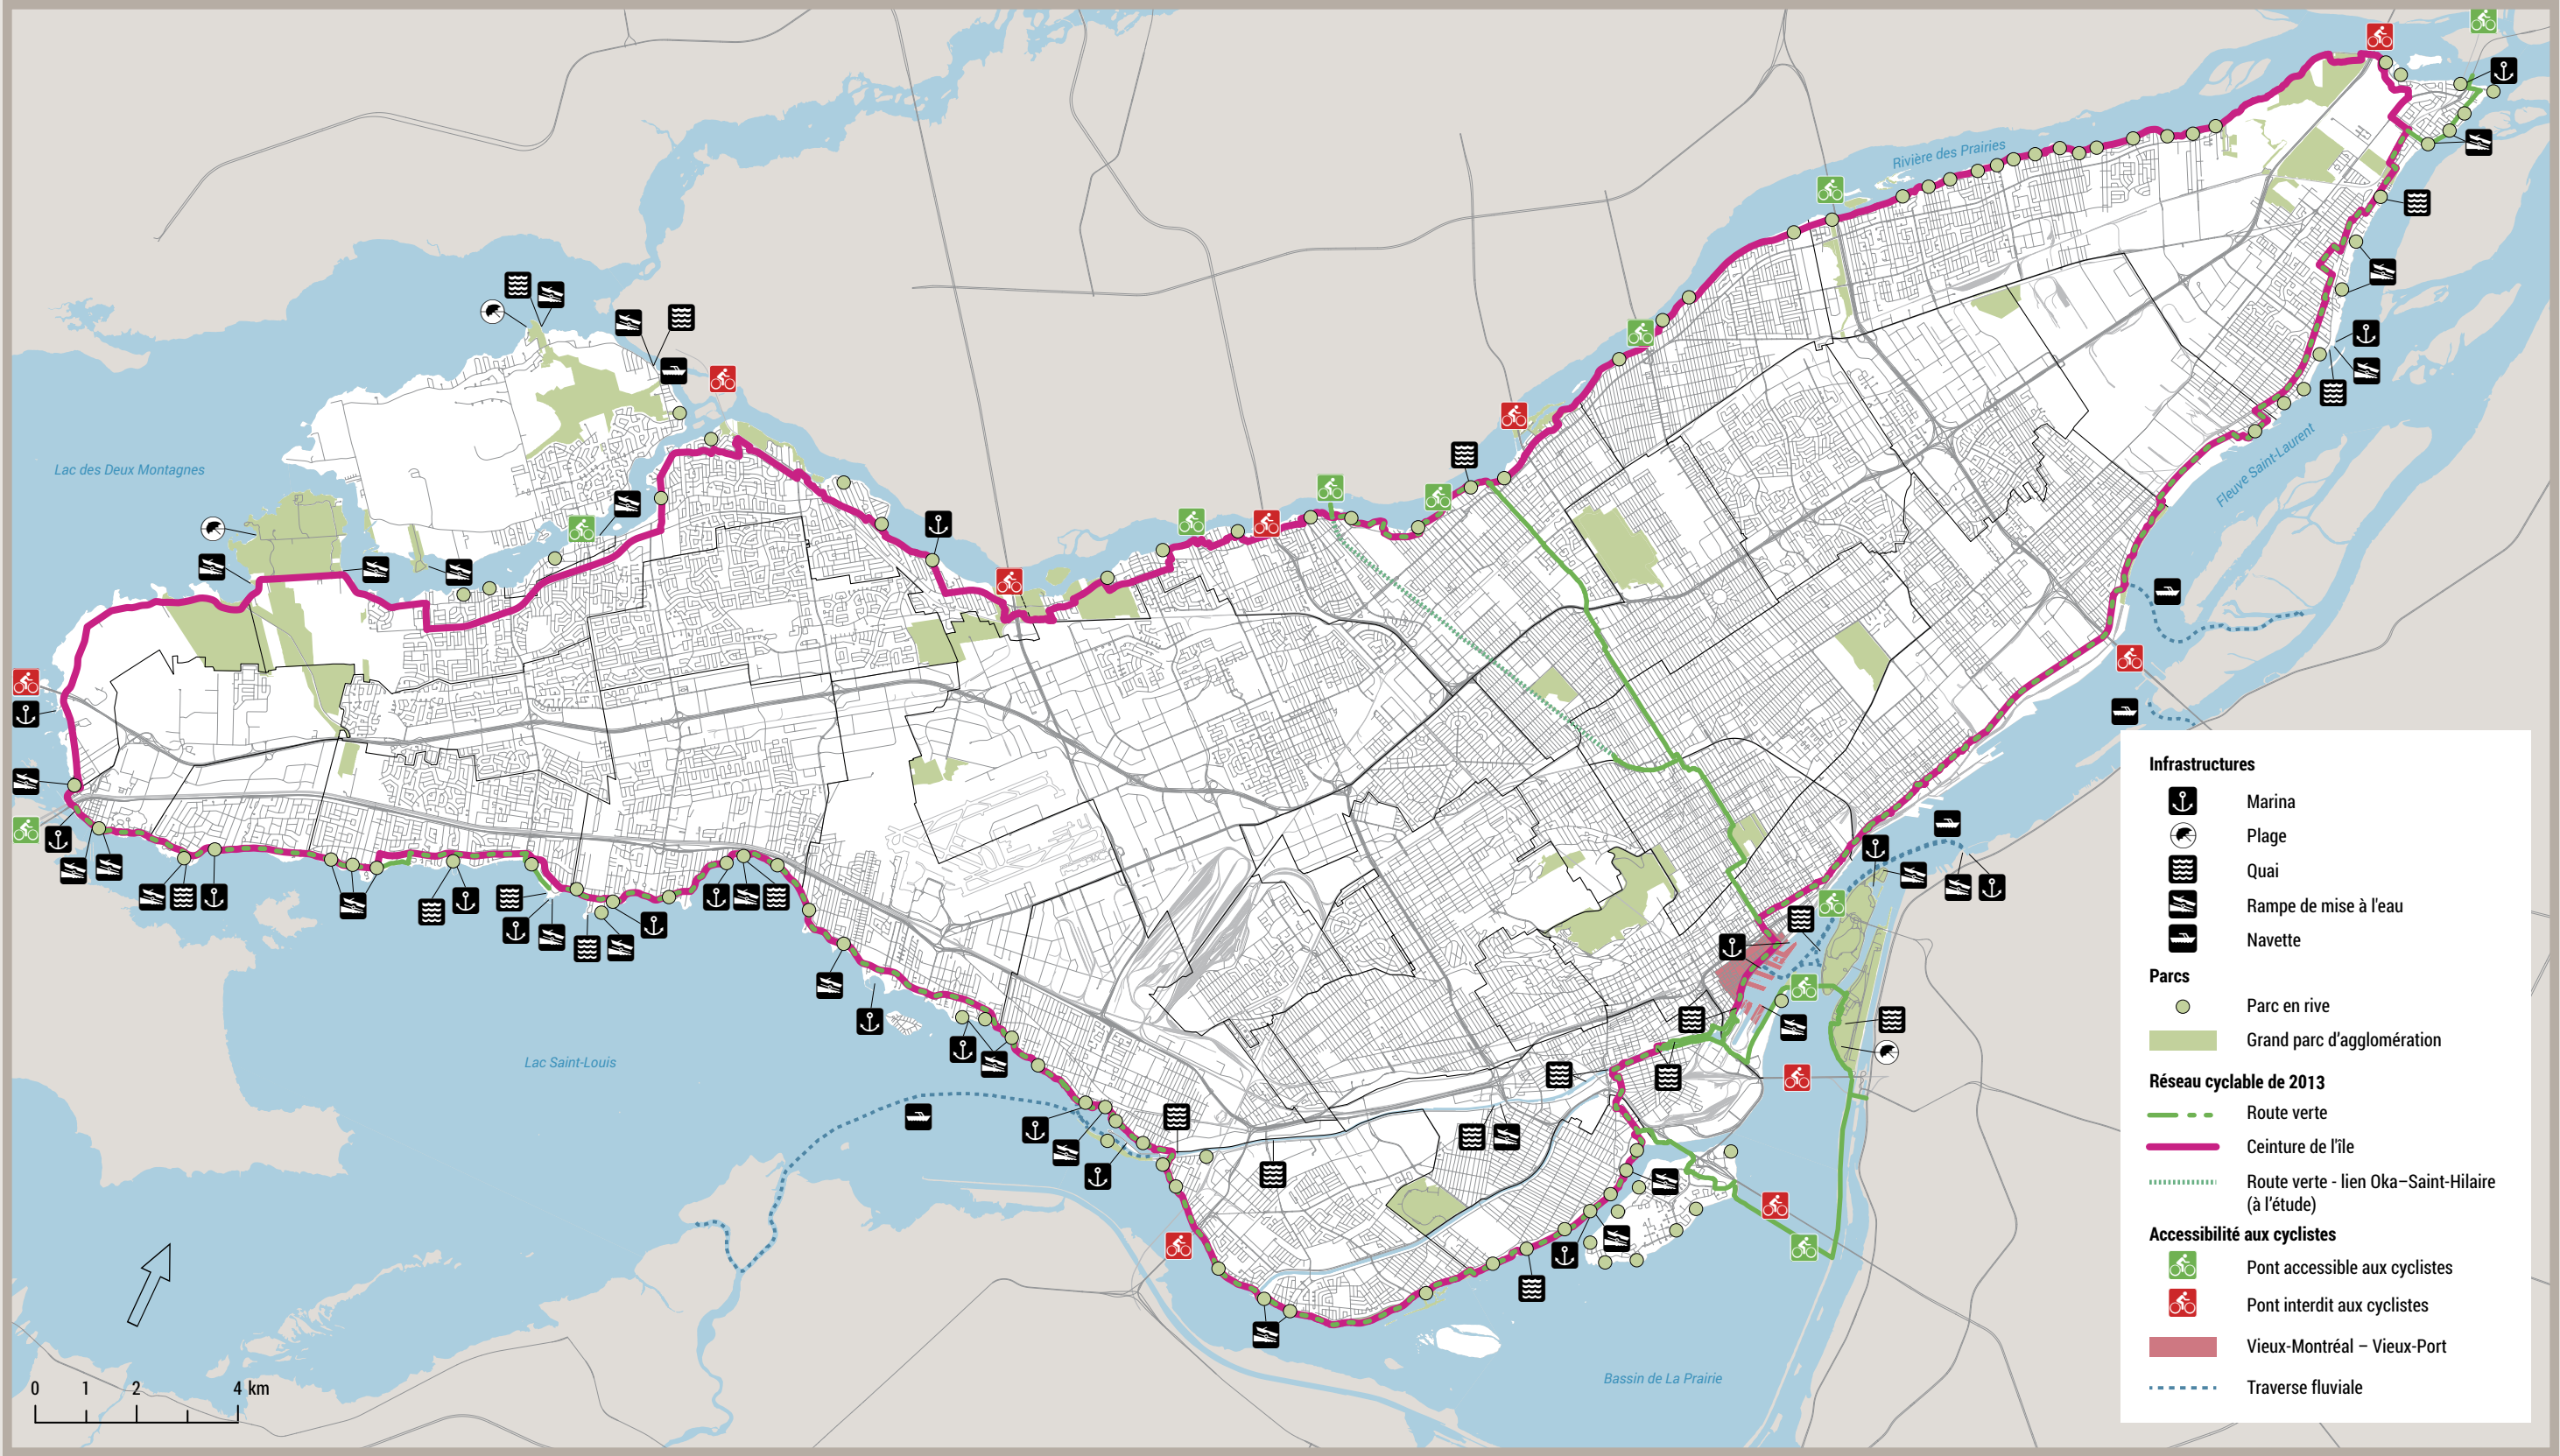 Rivière des Prairies
Lac des Deux Montagnes
Fleuve Saint-Laurent
Lac Saint-Louis
Bassin de La Prairie
0 1 2 4 km
Infrastructures
Marina
Plage
Quai
Rampe de mise à l'eau
Navette
Parcs
Parc en rive
Grand parc d'agglomération
Réseau cyclable de 2013
Route verte
Ceinture de l'île
Route verte - lien Oka–Saint-Hilaire
(à l'étude)
Accessibilité aux cyclistes
Pont accessible aux cyclistes
Pont interdit aux cyclistes
Vieux-Montréal – Vieux-Port
Traverse fluviale